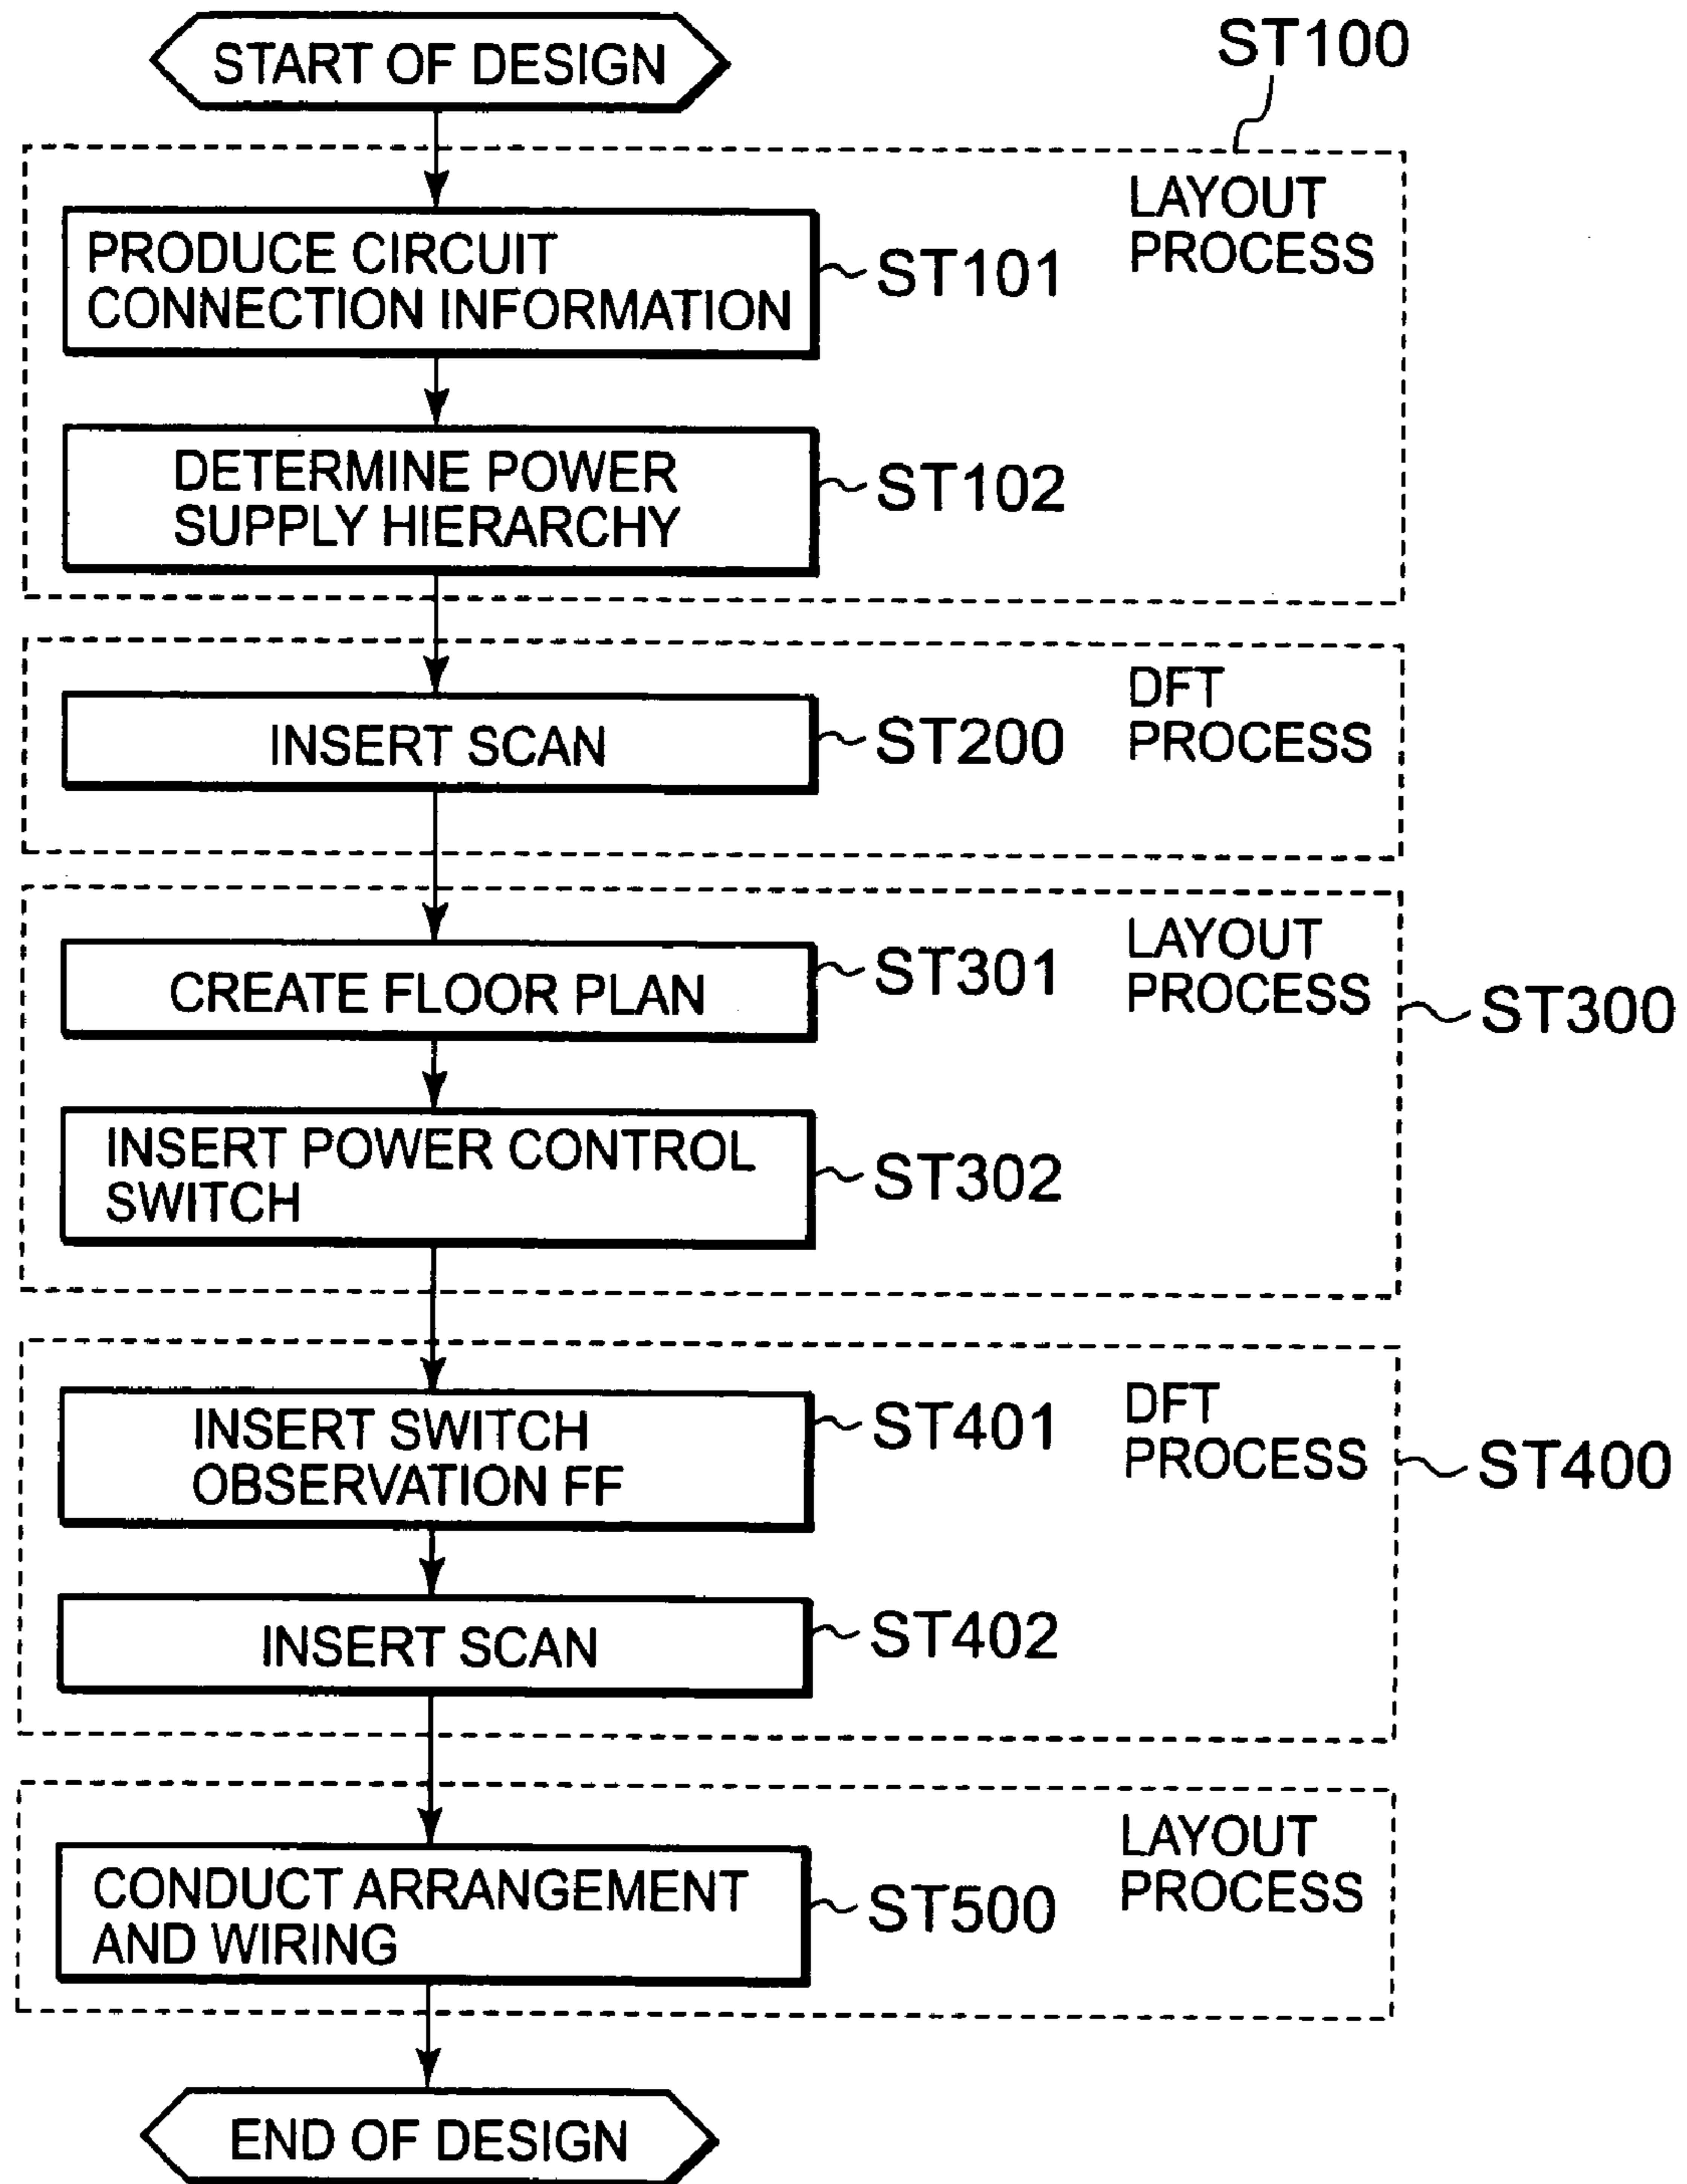 START OF DESIGN
ST100
LAYOUT
PROCESS
PRODUCE CIRCUIT
CONNECTION INFORMATION
ST101
DETERMINE POWER
SUPPLY HIERARCHY
ST102
DFT
PROCESS
INSERT SCAN
ST200
LAYOUT
PROCESS
ST300
CREATE FLOOR PLAN
ST301
INSERT POWER CONTROL
SWITCH
ST302
DFT
PROCESS
ST400
INSERT SWITCH
OBSERVATION FF
ST401
INSERT SCAN
ST402
LAYOUT
PROCESS
CONDUCT ARRANGEMENT
AND WIRING
ST500
END OF DESIGN